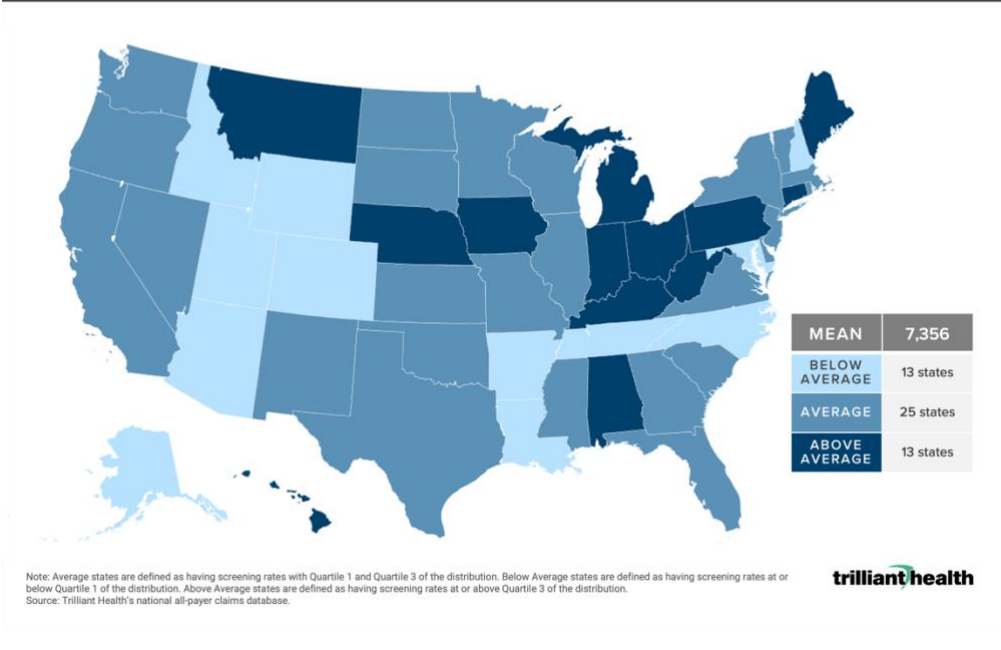 MEAN 7,356
BELOW AVERAGE 13 states
AVERAGE 25 states
ABOVE AVERAGE 13 states
Note: Average states are defined as having screening rates with Quartile 1 and Quartile 3 of the distribution. Below Average states are defined as having screening rates at or
below Quartile 1 of the distribution. Above Average states are defined as having screening rates at or above Quartile 3 of the distribution.
Source: Trilliant Health's national all-payer claims database.
trilliant health